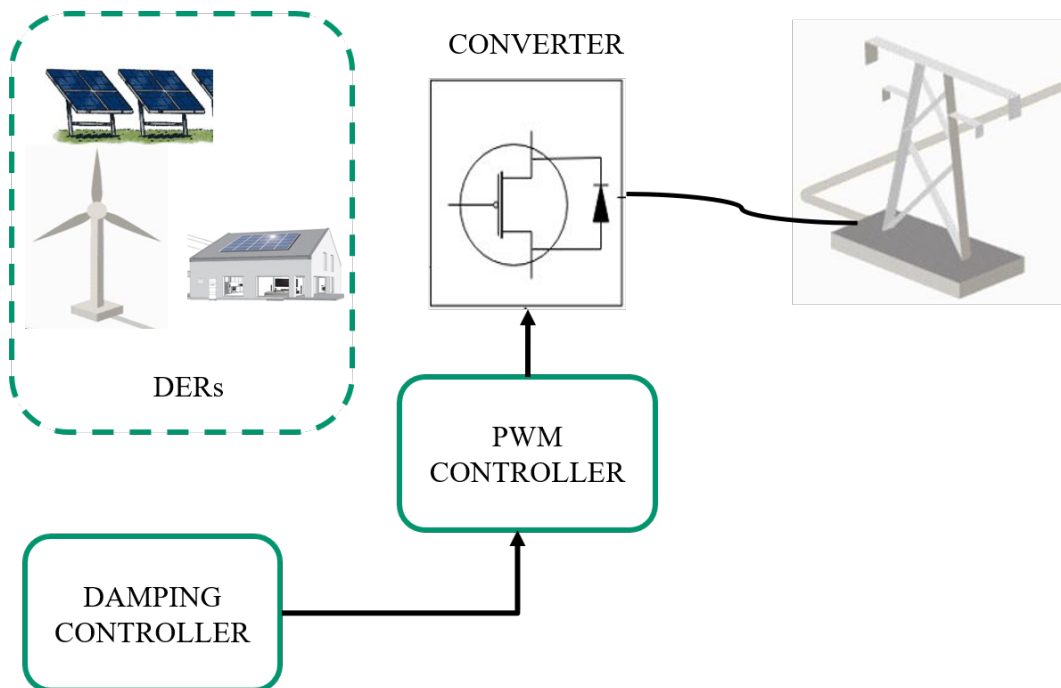 CONVERTER
DERs
PWM
CONTROLLER
DAMPING
CONTROLLER